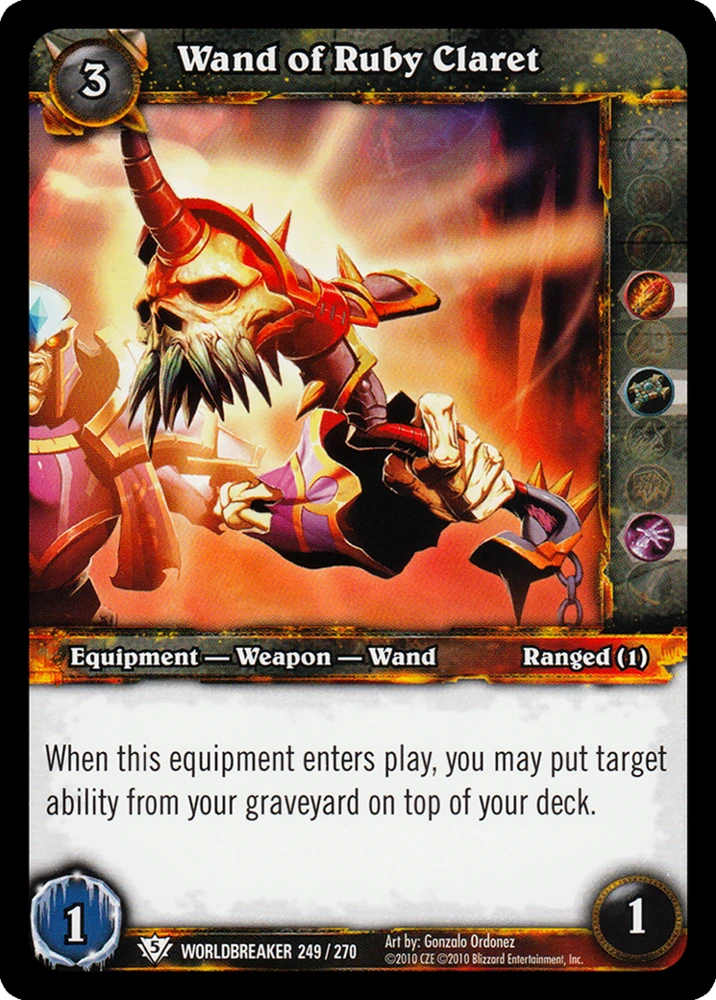 3
Wand of Ruby Claret
Equipment — Weapon — Wand
Ranged (1)
When this equipment enters play, you may put target
ability from your graveyard on top of your deck.
1
5
WORLDBREAKER 249 / 270
Art by: Gonzalo Ordonez
©2010 CZE ©2010 Blizzard Entertainment, Inc.
1